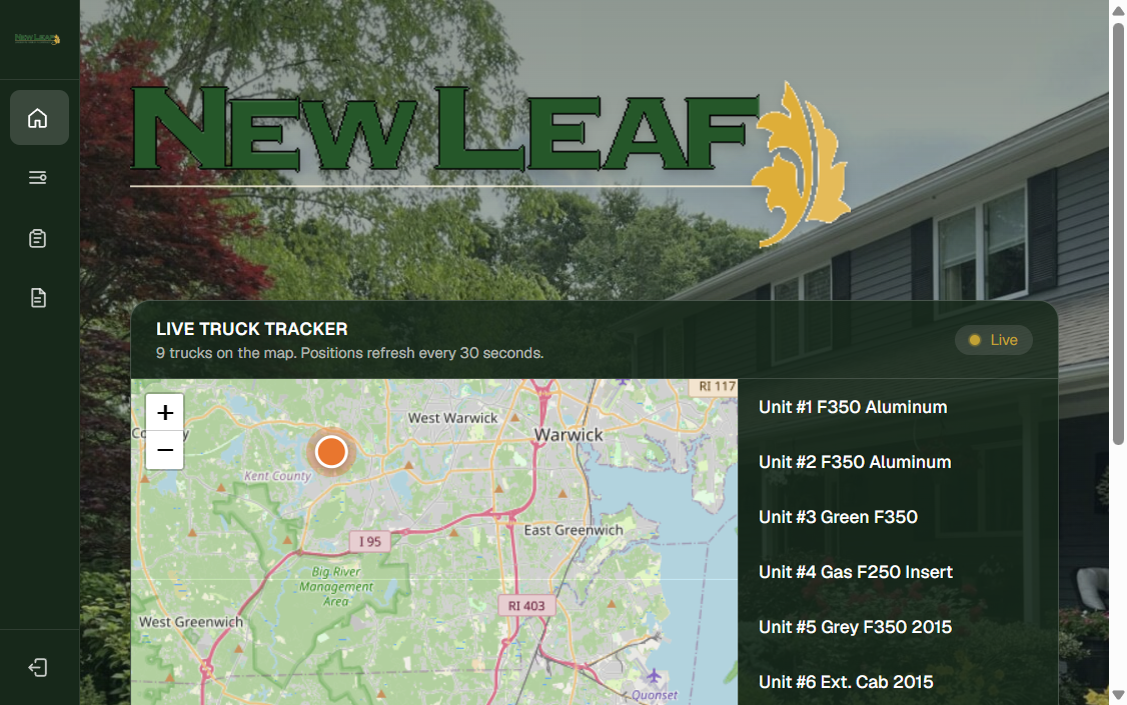 NEW LEAF
NEW LEAF
LIVE TRUCK TRACKER
9 trucks on the map. Positions refresh every 30 seconds.
Live
+
−
RI 117
West Warwick
Warwick
Kent County
East Greenwich
I 95
Big River
Management
Area
RI 403
West Greenwich
Quonset
Unit #1 F350 Aluminum
Unit #2 F350 Aluminum
Unit #3 Green F350
Unit #4 Gas F250 Insert
Unit #5 Grey F350 2015
Unit #6 Ext. Cab 2015